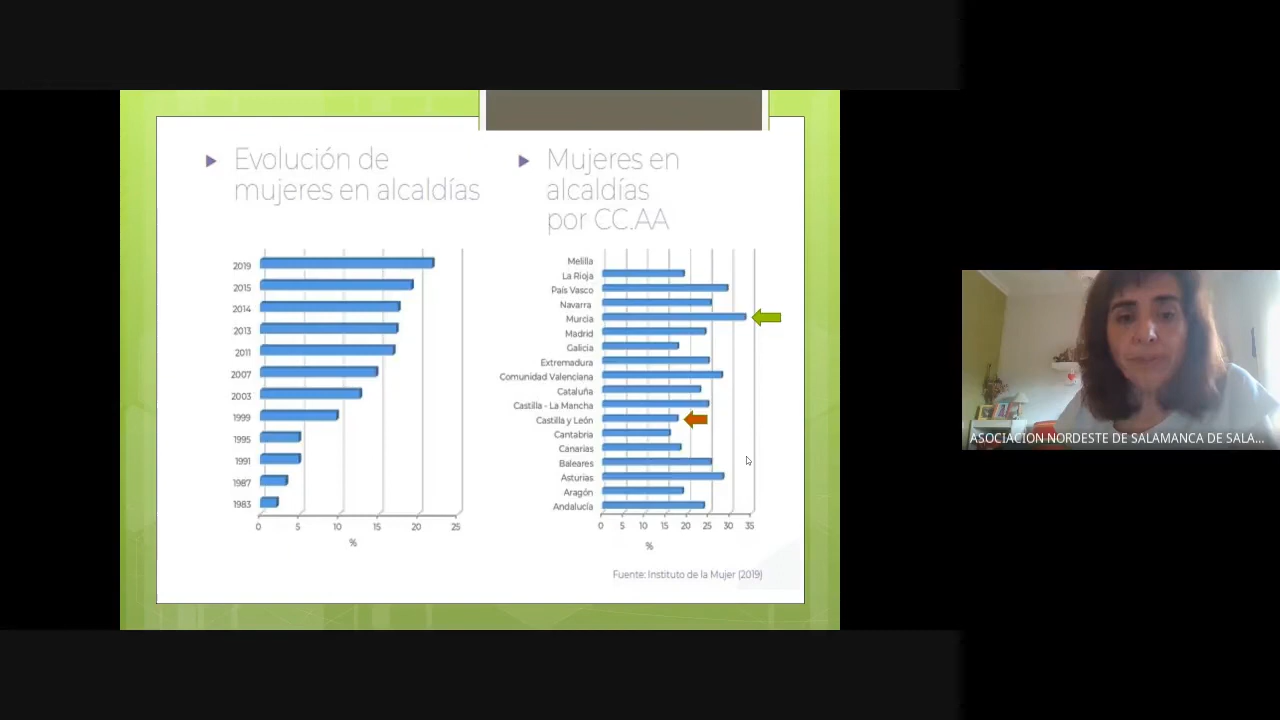 Evolución de
mujeres en alcaldías
2019
2015
2014
2013
2011
2007
2003
1999
1995
1991
1987
1983
0 5 10 15 20 25
%
Mujeres en
alcaldías
por CC.AA
Melilla
La Rioja
País Vasco
Navarra
Murcia
Madrid
Galicia
Extremadura
Comunidad Valenciana
Cataluña
Castilla - La Mancha
Castilla y León
Cantabria
Canarias
Baleares
Asturias
Aragón
Andalucía
0 5 10 15 20 25 30 35
%
Fuente: Instituto de la Mujer (2019)
ASOCIACION NORDESTE DE SALAMANCA DE SALA...